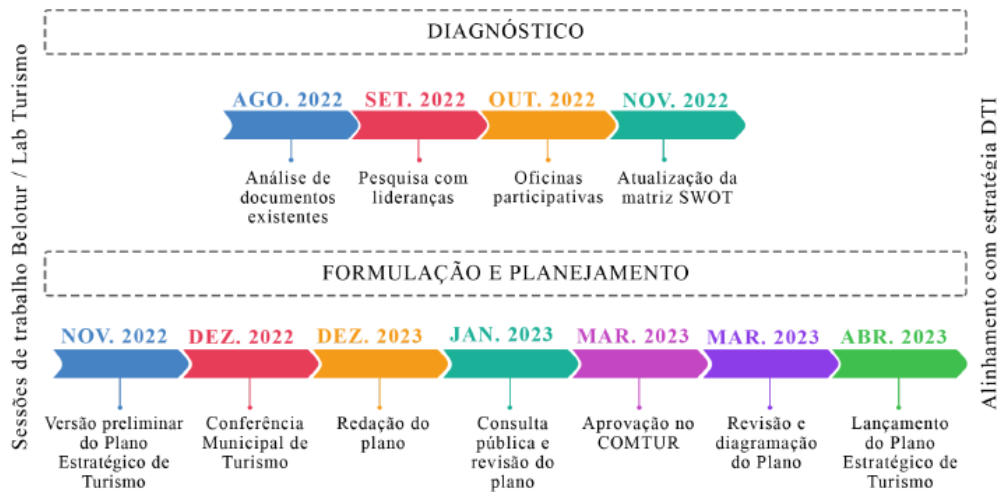 Sessões de trabalho Belotur / Lab Turismo
DIAGNÓSTICO
AGO. 2022
SET. 2022
OUT. 2022
NOV. 2022
Análise de
documentos
existentes
Pesquisa com
lideranças
Oficinas
participativas
Atualização da
matriz SWOT
FORMULAÇÃO E PLANEJAMENTO
NOV. 2022
DEZ. 2022
DEZ. 2023
JAN. 2023
MAR. 2023
MAR. 2023
ABR. 2023
Versão preliminar
do Plano
Estratégico de
Turismo
Conferência
Municipal de
Turismo
Redação do
plano
Consulta
pública e
revisão do
plano
Aprovação no
COMTUR
Revisão e
diagramação
do Plano
Lançamento
do Plano
Estratégico de
Turismo
Alinhamento com estratégia DTI